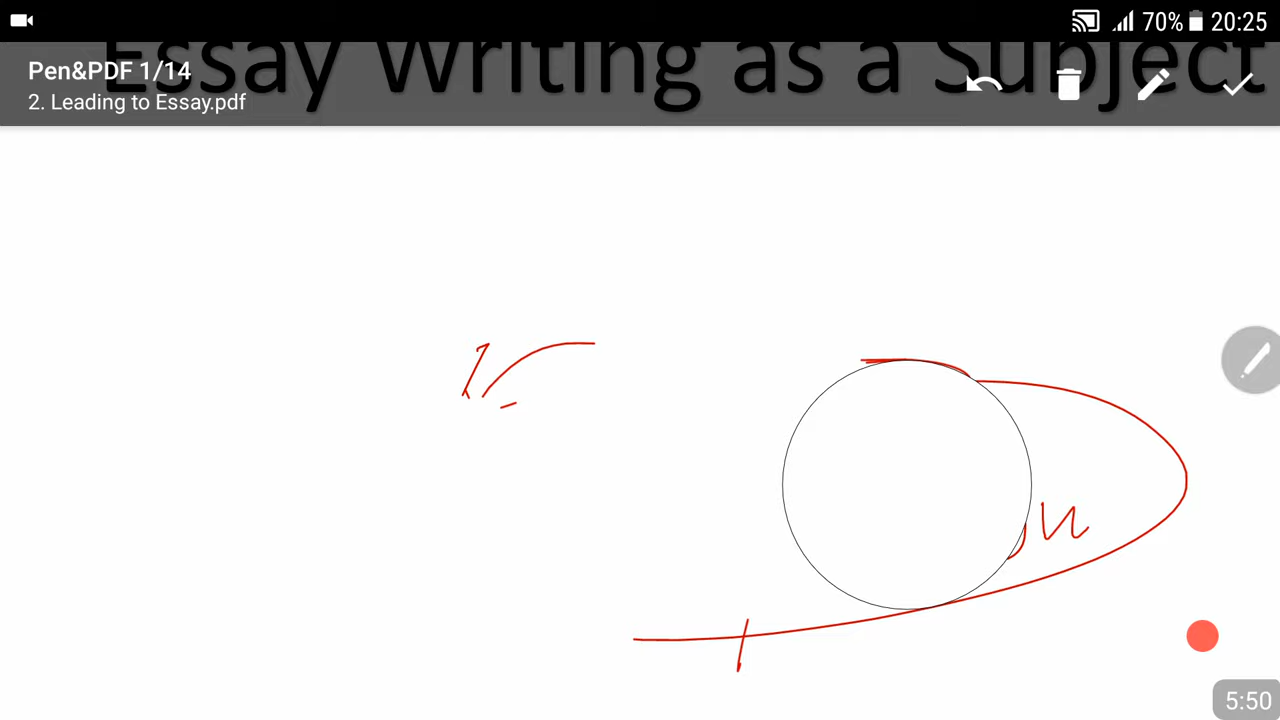 70% 20:25
Essay Writing as a Subject
Pen&PDF 1/14
2. Leading to Essay.pdf
5:50